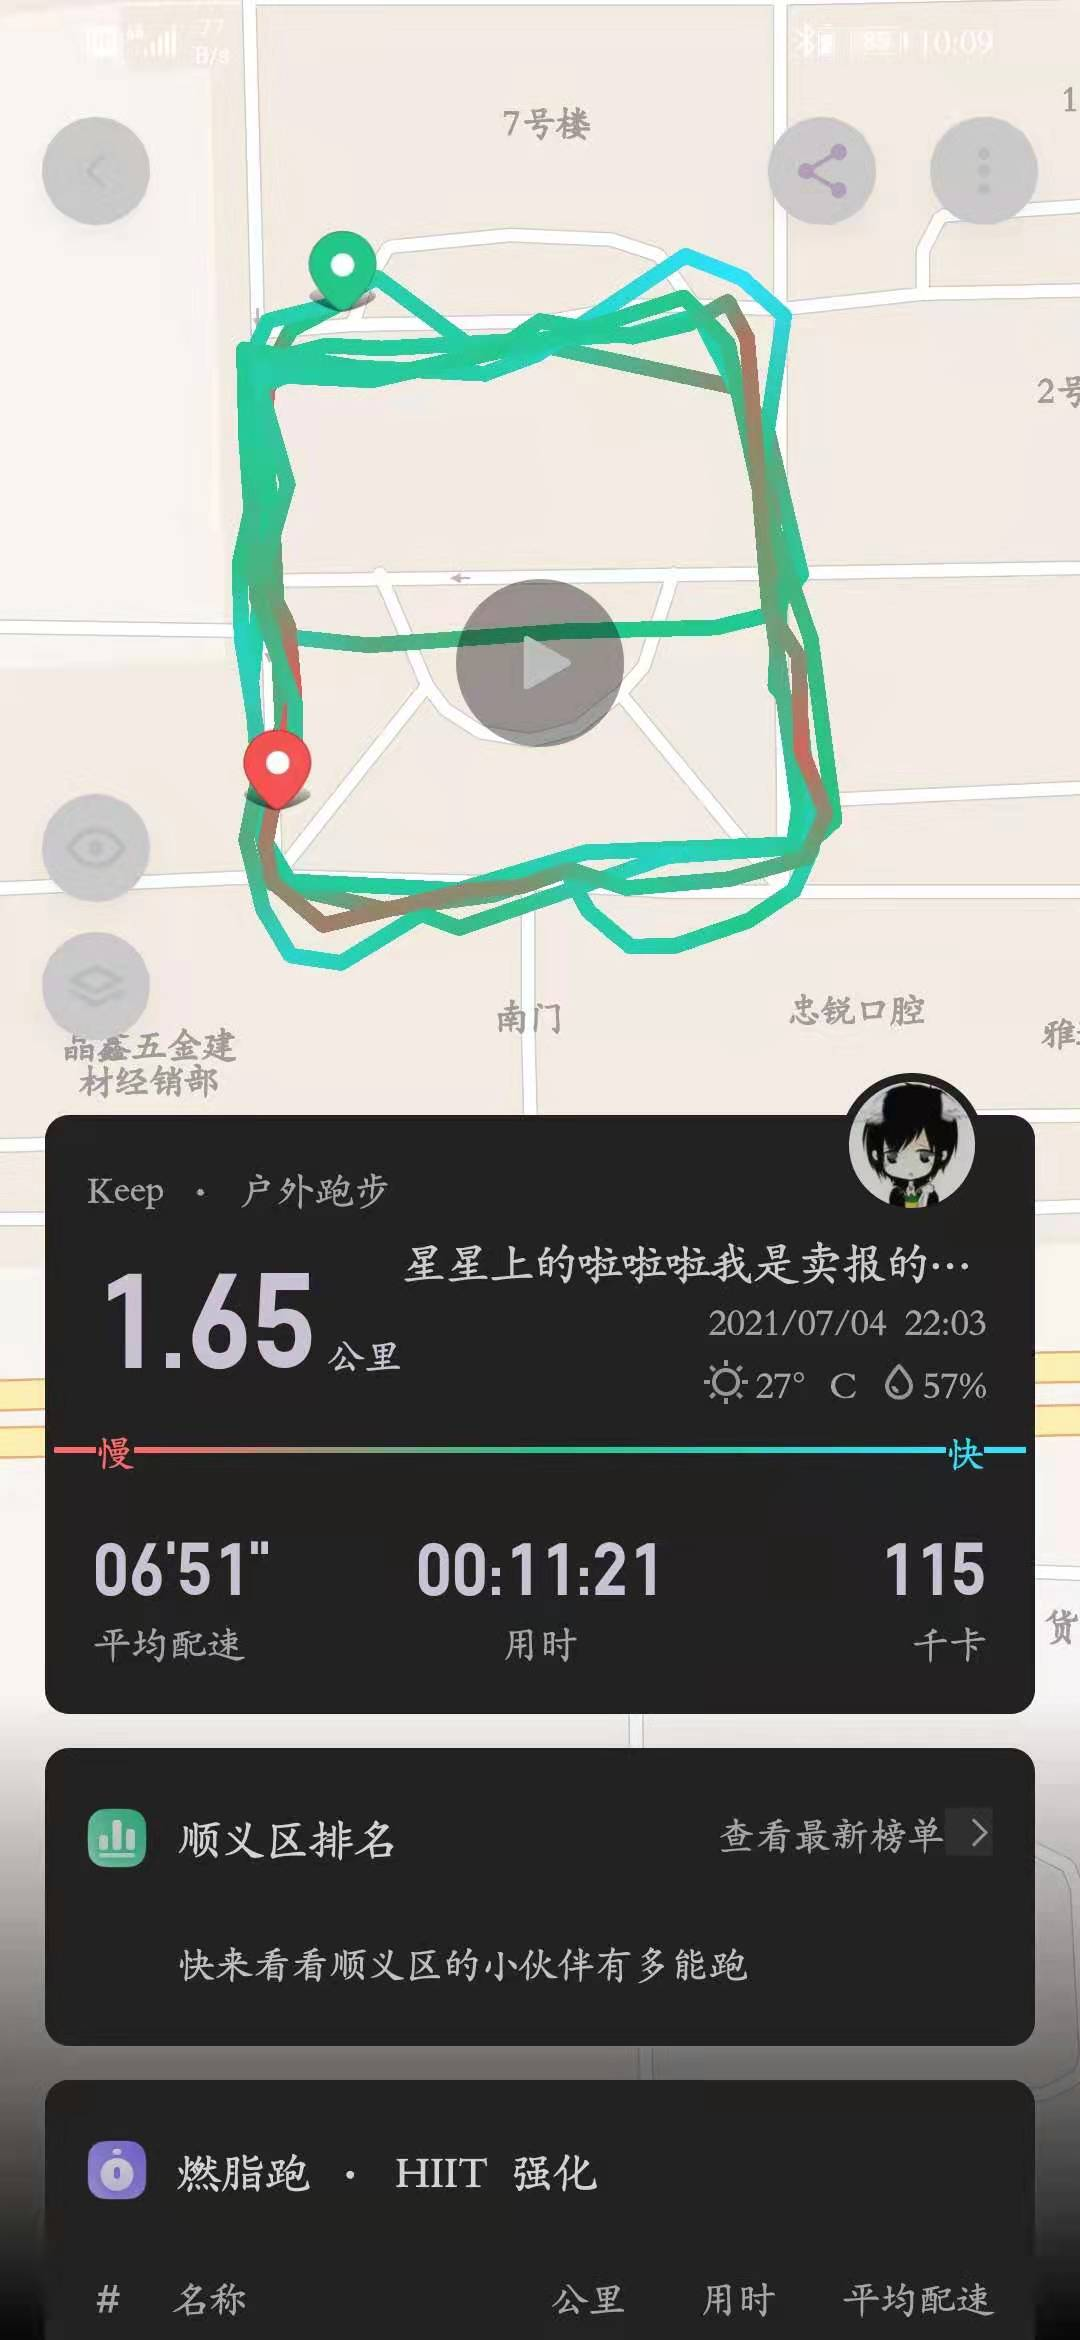 77
B/s
85
10:09
7号楼
1
2号
南门
忠锐口腔
雅
晶鑫五金建
材经销部
Keep · 户外跑步
星星上的啦啦啦我是卖报的…
1.65 公里
2021/07/04 22:03
27° C 57%
慢 快
06'51" 00:11:21 115
平均配速 用时 千卡
货
顺义区排名 查看最新榜单
快来看看顺义区的小伙伴有多能跑
燃脂跑 · HIIT 强化
# 名称 公里 用时 平均配速